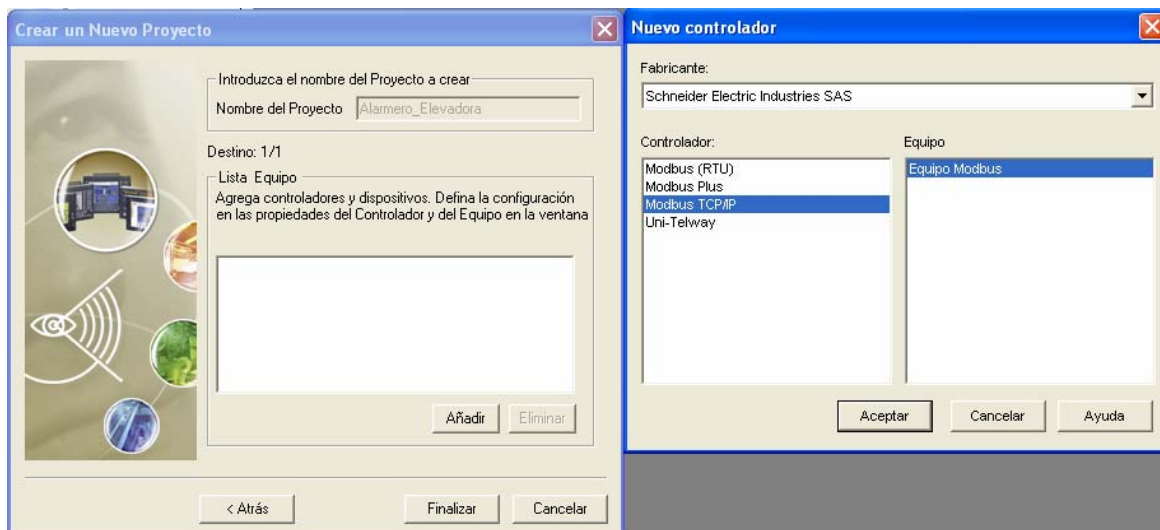 Crear un Nuevo Proyecto
Introduzca el nombre del Proyecto a crear
Nombre del Proyecto Alarmero_Elevadora
Destino: 1/1
Lista Equipo
Agrega controladores y dispositivos. Defina la configuración
en las propiedades del Controlador y del Equipo en la ventana
Añadir Eliminar
< Atrás Finalizar Cancelar
Nuevo controlador
Fabricante:
Schneider Electric Industries SAS
Controlador:
Modbus (RTU)
Modbus Plus
Modbus TCP/IP
Uni-Telway
Equipo
Equipo Modbus
Aceptar Cancelar Ayuda